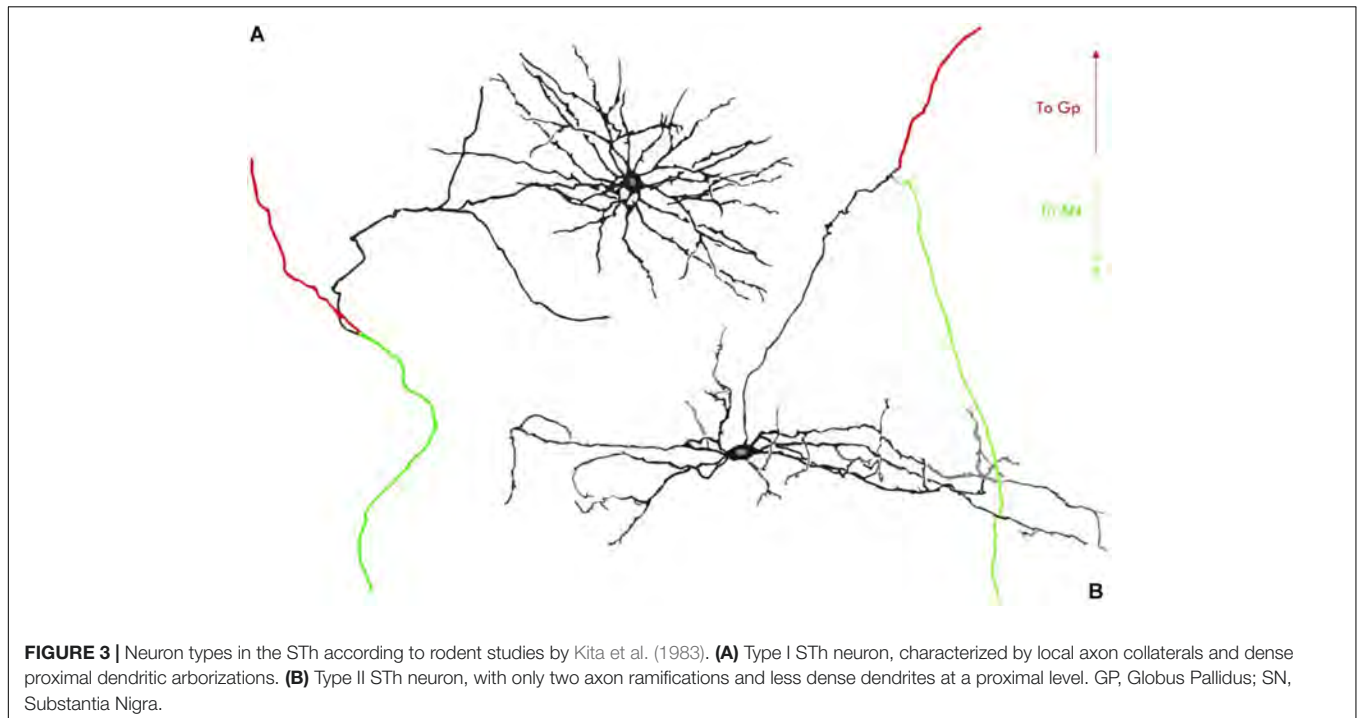 A
To Gp
B
FIGURE 3 | Neuron types in the STh according to rodent studies by Kita et al. (1983). (A) Type I STh neuron, characterized by local axon collaterals and dense
proximal dendritic arborizations. (B) Type II STh neuron, with only two axon ramifications and less dense dendrites at a proximal level. GP, Globus Pallidus; SN,
Substantia Nigra.